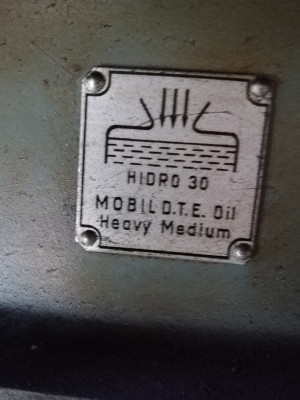 HIDRO 30
MOBIL D.T.E. Oil
Heavy Medium